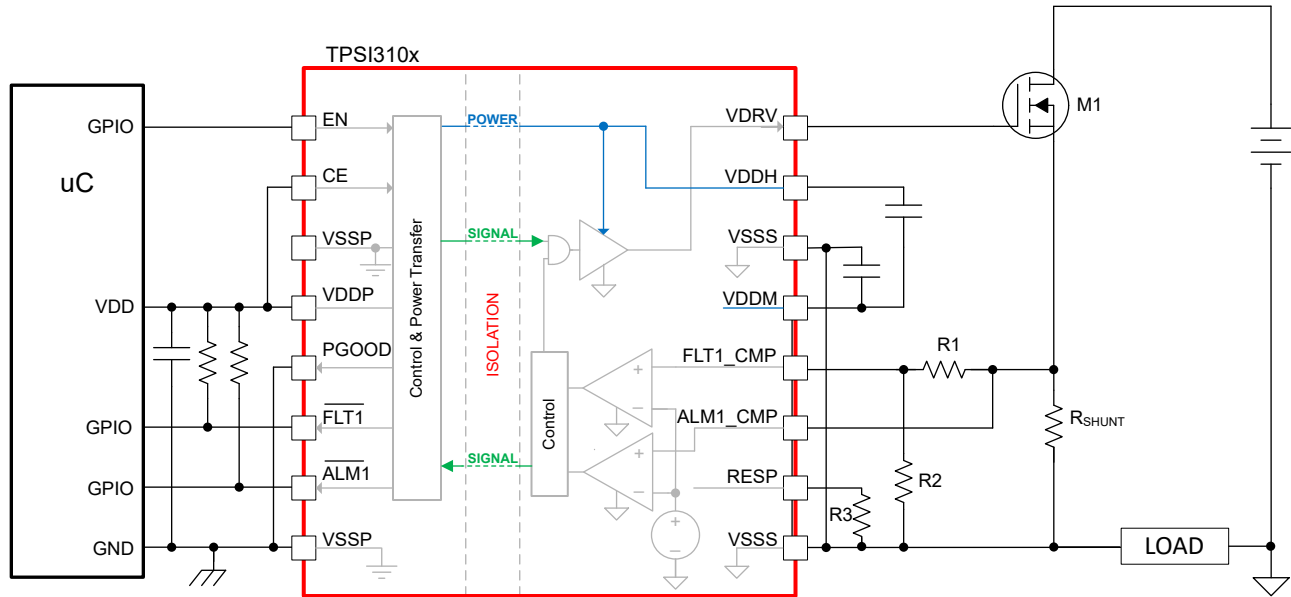 TPSI310x
uC
GPIO
VDD
GPIO
GPIO
GND
EN
CE
VSSP
VDDP
PGOOD
FLT1
ALM1
VSSP
Control & Power Transfer
POWER
SIGNAL
ISOLATION
SIGNAL
Control
+
−
+
−
+
−
VDRV
VDDH
VSSS
VDDM
FLT1_CMP
ALM1_CMP
RESP
VSSS
M1
R1
R2
R3
RSHUNT
LOAD